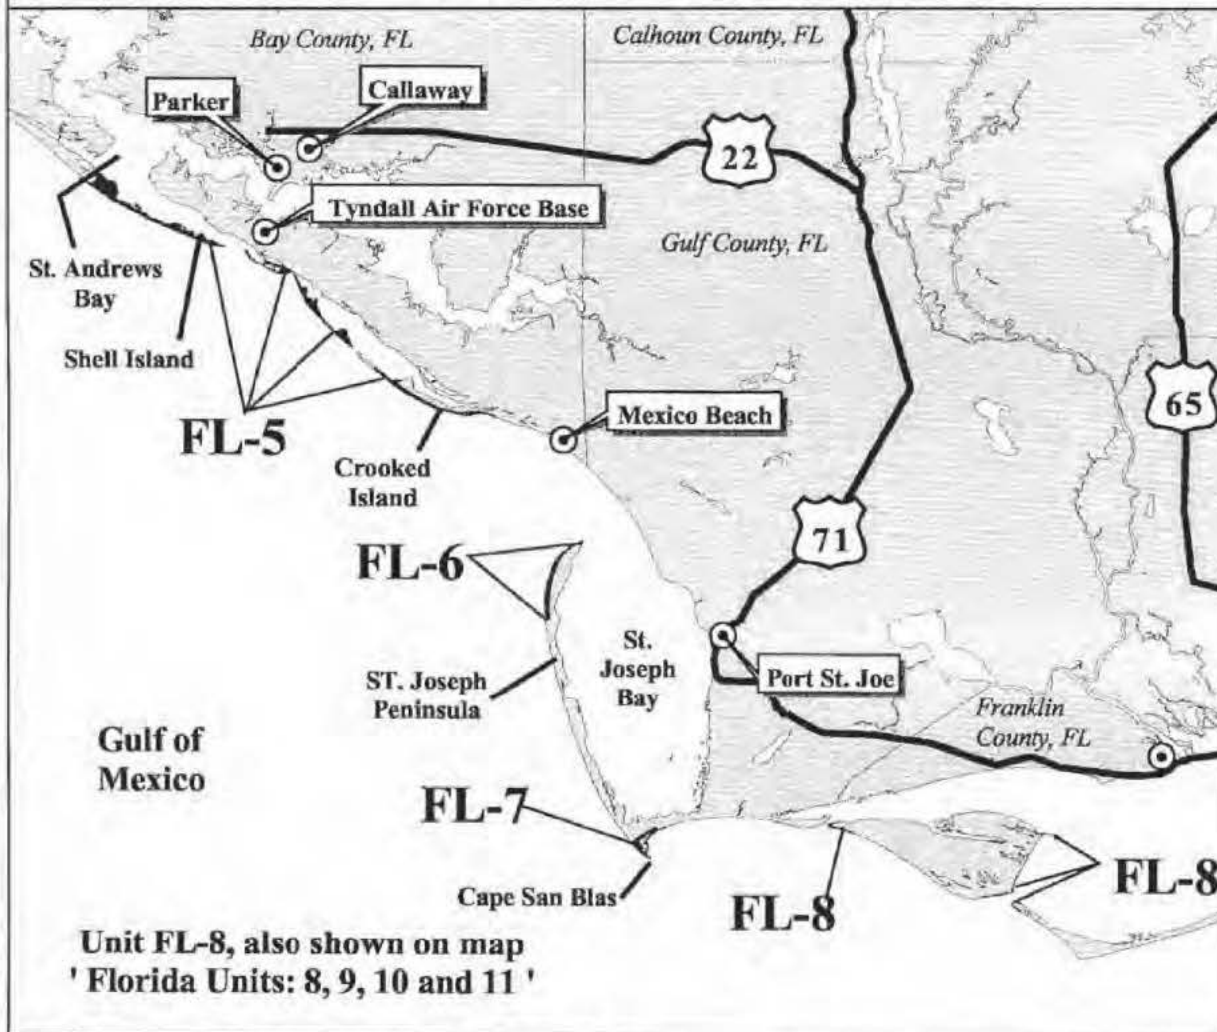 Bay County, FL
Calhoun County, FL
Parker
Callaway
22
Tyndall Air Force Base
Gulf County, FL
St. Andrews
Bay
Shell Island
65
FL-5
Mexico Beach
Crooked
Island
71
FL-6
St.
Joseph
Bay
Port St. Joe
ST. Joseph
Peninsula
Franklin
County, FL
Gulf of
Mexico
FL-7
Cape San Blas
FL-8
FL-8
Unit FL-8, also shown on map
' Florida Units: 8, 9, 10 and 11 '